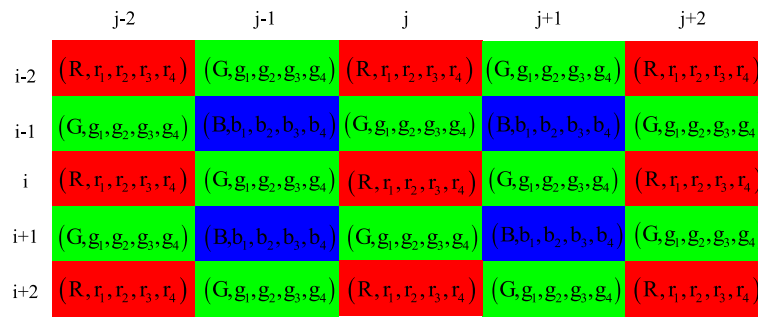 j-2 j-1 j j+1 j+2
i-2 (R,r₁,r₂,r₃,r₄) (G,g₁,g₂,g₃,g₄) (R,r₁,r₂,r₃,r₄) (G,g₁,g₂,g₃,g₄) (R,r₁,r₂,r₃,r₄)
i-1 (G,g₁,g₂,g₃,g₄) (B,b₁,b₂,b₃,b₄) (G,g₁,g₂,g₃,g₄) (B,b₁,b₂,b₃,b₄) (G,g₁,g₂,g₃,g₄
i (R,r₁,r₂,r₃,r₄) (G,g₁,g₂,g₃,g₄) (R,r₁,r₂,r₃,r₄) (G,g₁,g₂,g₃,g₄) (R,r₁,r₂,r₃,r₄)
i+1 (G,g₁,g₂,g₃,g₄) (B,b₁,b₂,b₃,b₄) (G,g₁,g₂,g₃,g₄) (B,b₁,b₂,b₃,b₄) (G,g₁,g₂,g₃,g₄
i+2 (R,r₁,r₂,r₃,r₄) (G,g₁,g₂,g₃,g₄) (R,r₁,r₂,r₃,r₄) (G,g₁,g₂,g₃,g₄) (R,r₁,r₂,r₃,r₄)